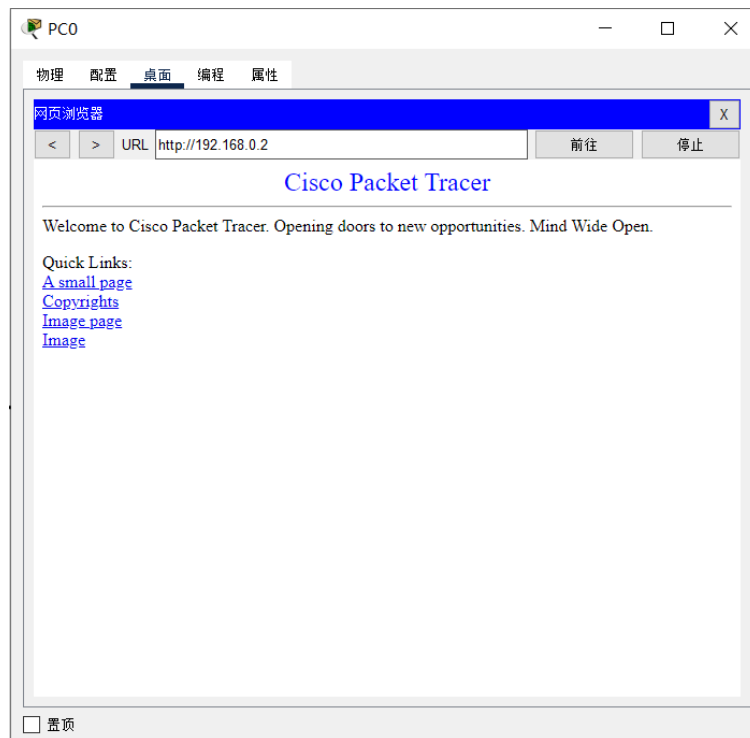 PC0
物理 配置 桌面 编程 属性
网页浏览器 X
< > URL http://192.168.0.2 前往 停止
Cisco Packet Tracer
Welcome to Cisco Packet Tracer. Opening doors to new opportunities. Mind Wide Open.
Quick Links:
A small page
Copyrights
Image page
Image
置顶